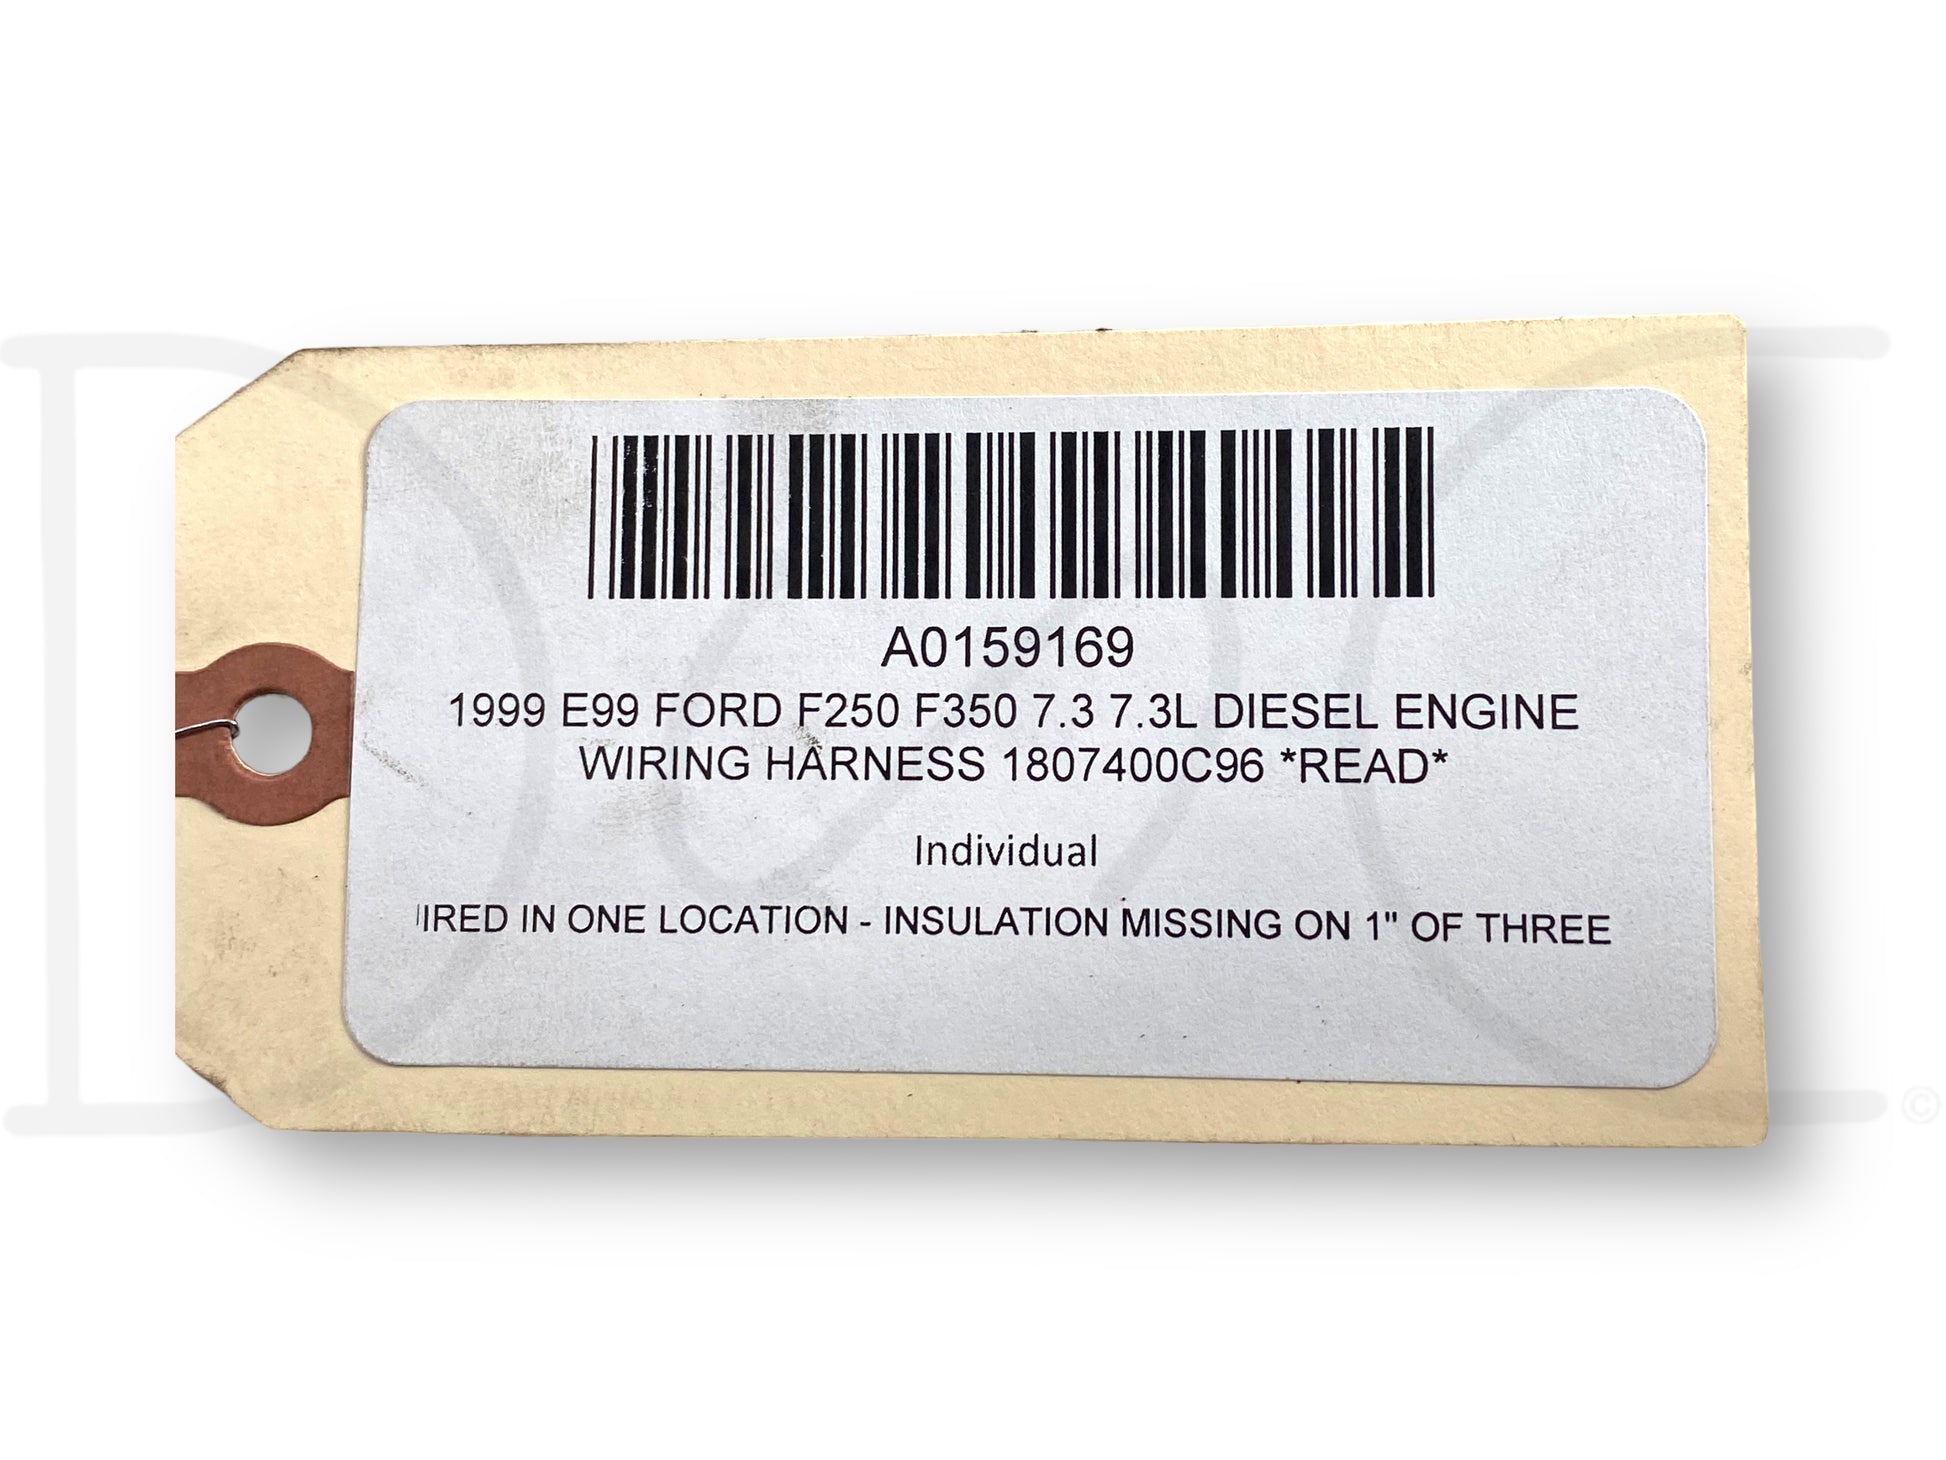 A0159169
1999 E99 FORD F250 F350 7.3 7.3L DIESEL ENGINE
WIRING HARNESS 1807400C96 *READ*
Individual
IRED IN ONE LOCATION - INSULATION MISSING ON 1" OF THREE
©